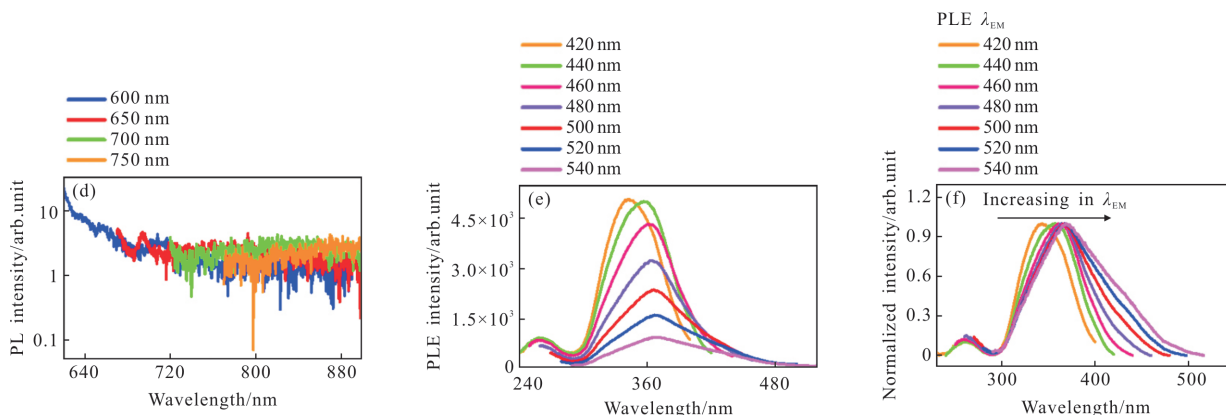 600 nm
650 nm
700 nm
750 nm
(d)
10
1
0.1
PL intensity/arb.unit
640
720
800
880
Wavelength/nm
420 nm
440 nm
460 nm
480 nm
500 nm
520 nm
540 nm
(e)
4.5×10³
3.0×10³
1.5×10³
0
PLE intensity/arb.unit
240
360
480
Wavelength/nm
PLE λEM
420 nm
440 nm
460 nm
480 nm
500 nm
520 nm
540 nm
(f)
Increasing in λEM
1.2
0.9
0.6
0.3
0
Normalized intensity/arb.unit
300
400
500
Wavelength/nm